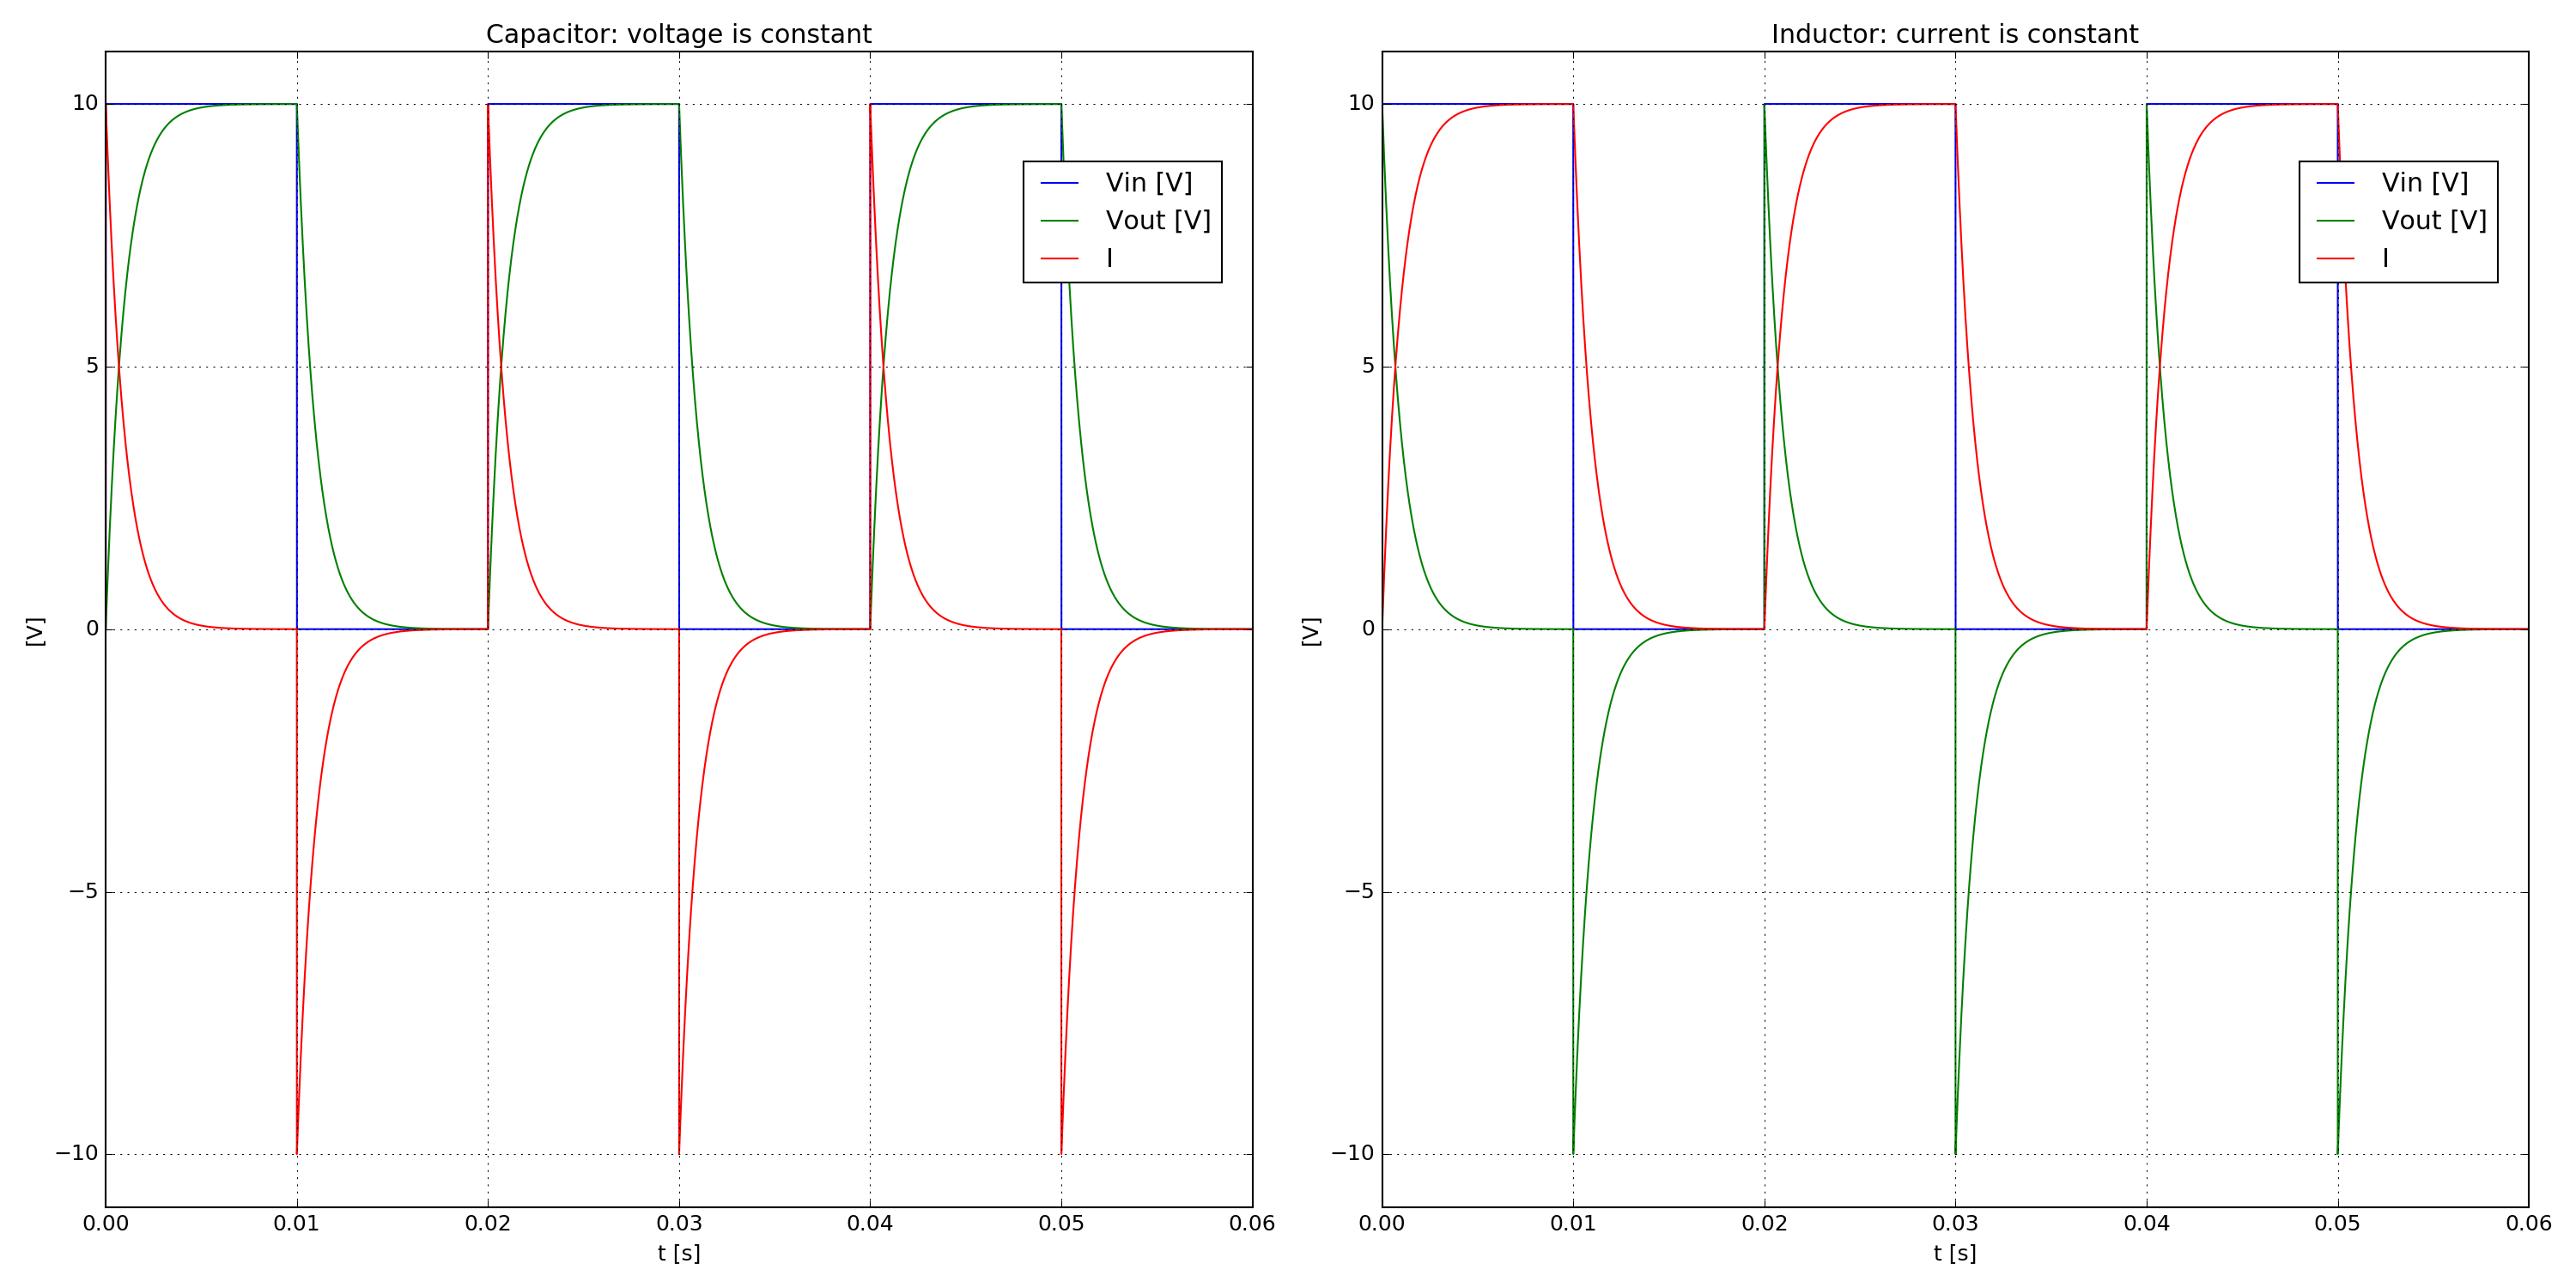 Capacitor: voltage is constant
10
5
0
−5
−10
[V]
Vin [V]
Vout [V]
I
0.00 0.01 0.02 0.03 0.04 0.05 0.06
t [s]
Inductor: current is constant
10
5
0
−5
−10
[V]
Vin [V]
Vout [V]
I
0.00 0.01 0.02 0.03 0.04 0.05 0.06
t [s]